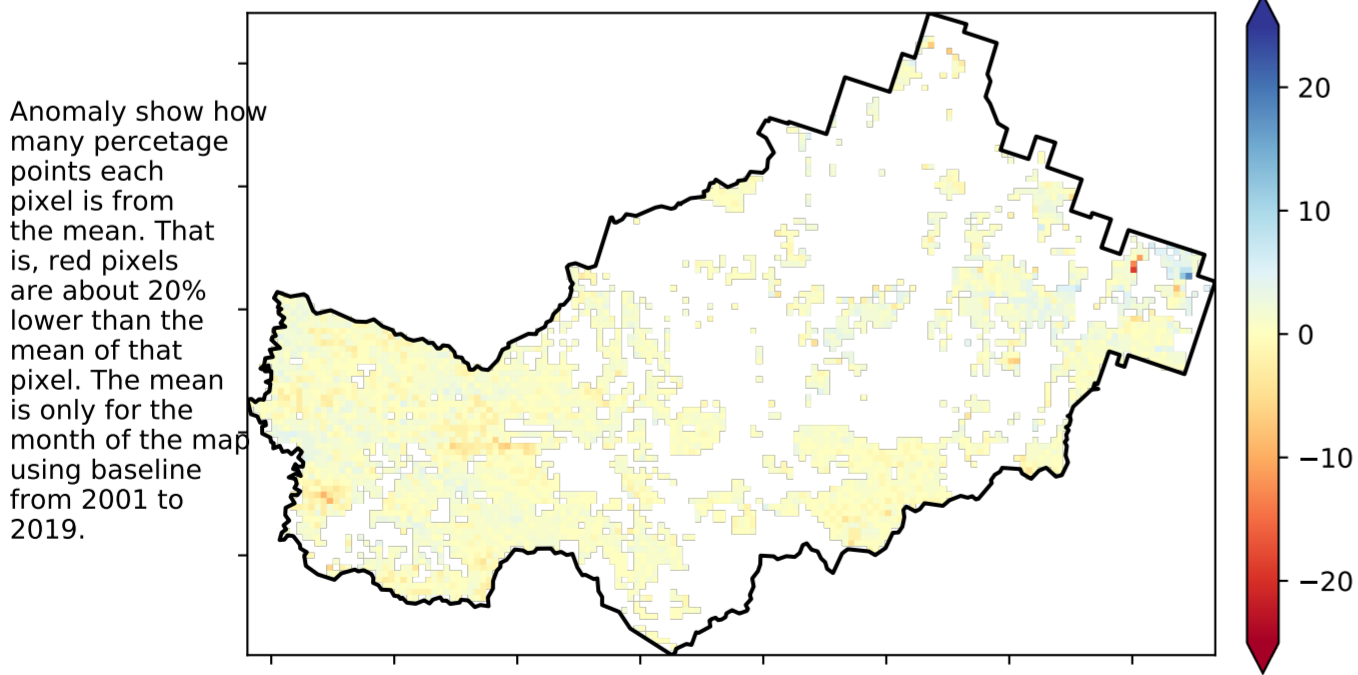 Anomaly show how
many percetage
points each
pixel is from
the mean. That
is, red pixels
are about 20%
lower than the
mean of that
pixel. The mean
is only for the
month of the map
using baseline
from 2001 to
2019.
20
10
0
−10
−20